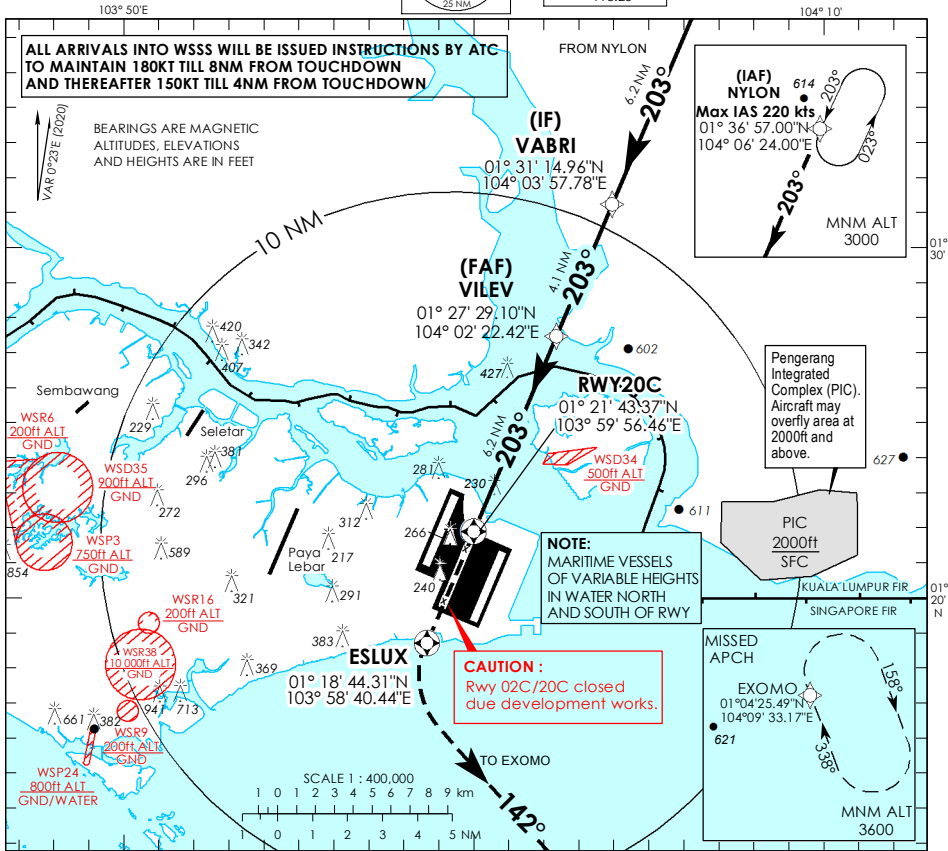 25 NM
103° 50'E
104° 10'
ALL ARRIVALS INTO WSSS WILL BE ISSUED INSTRUCTIONS BY ATC
TO MAINTAIN 180KT TILL 8NM FROM TOUCHDOWN
AND THEREAFTER 150KT TILL 4NM FROM TOUCHDOWN
VAR 0°23'E (2020)
BEARINGS ARE MAGNETIC
ALTITUDES, ELEVATIONS
AND HEIGHTS ARE IN FEET
FROM NYLON
6.2 NM
203°
(IAF)
NYLON
Max IAS 220 kts
01° 36' 57.00"N
104° 06' 24.00"E
614
203°
023°
203°
MNM ALT
3000
(IF)
VABRI
01° 31' 14.96"N
104° 03' 57.78"E
01°
30'
10 NM
4.1 NM
203°
(FAF)
VILEV
01° 27' 29.10"N
104° 02' 22.42"E
420
342
407
427
602
Pengerang
Integrated
Complex (PIC).
Aircraft may
overfly area at
2000ft and
above.
RWY20C
01° 21' 43.37"N
103° 59' 56.46"E
6.2 NM
203°
Sembawang
229
Seletar
WSR6
200ft ALT
GND
381
296
281
230
WSD34
500ft ALT
GND
627
WSD35
900ft ALT
GND
272
312
611
WSP3
750ft ALT
GND
589
217
266
PIC
2000ft
SFC
854
Paya
Lebar
321
291
240
NOTE:
MARITIME VESSELS
OF VARIABLE HEIGHTS
IN WATER NORTH
AND SOUTH OF RWY
KUALA LUMPUR FIR
SINGAPORE FIR
01°
20'
N
WSR16
200ft ALT
GND
383
WSR38
10 000ft ALT
GND
369
ESLUX
01° 18' 44.31"N
103° 58' 40.44"E
CAUTION :
Rwy 02C/20C closed
due development works.
MISSED
APCH
EXOMO
01°04'25.49"N
104°09' 33.17"E
158°
338°
621
MNM ALT
3600
661
382
941
713
WSR9
200ft ALT
GND
WSP24
800ft ALT
GND/WATER
TO EXOMO
142°
SCALE 1 : 400,000
1 0 1 2 3 4 5 6 7 8 9 km
1 0 1 2 3 4 5 NM